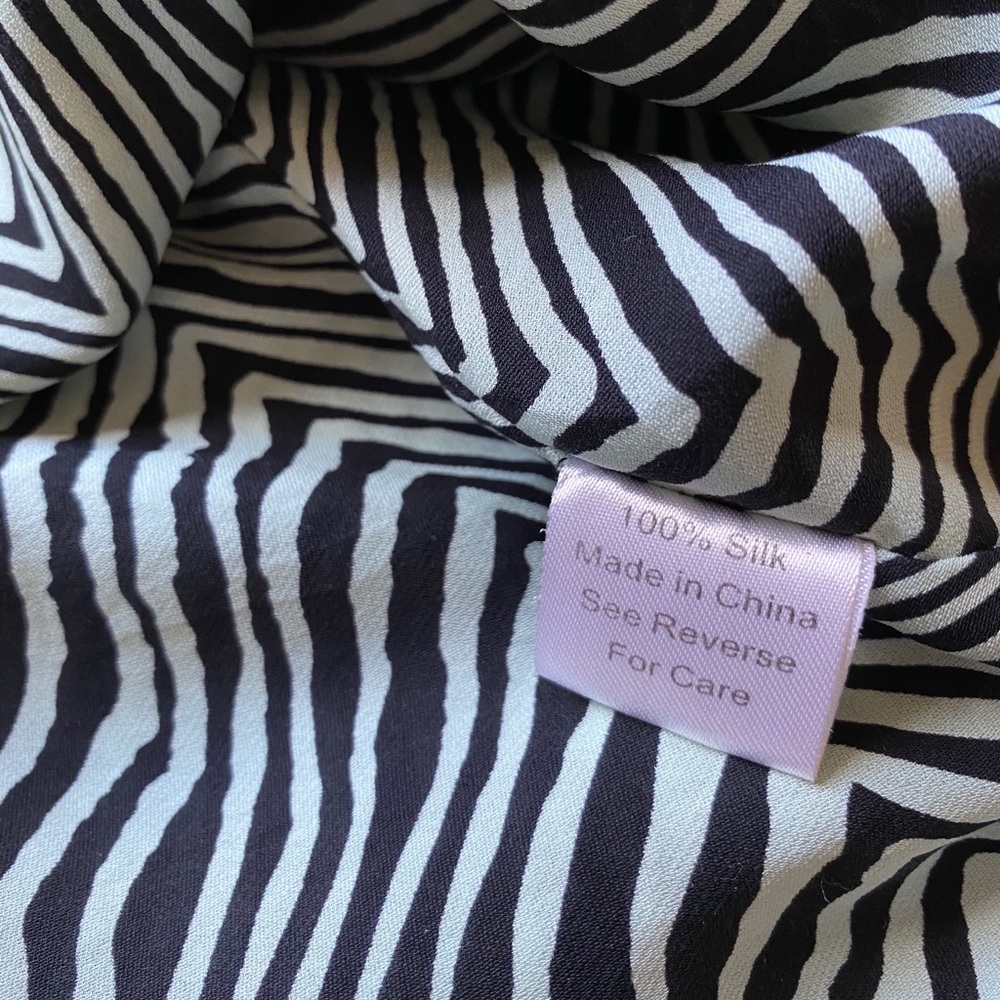 100% Silk
Made in China
See Reverse
For Care